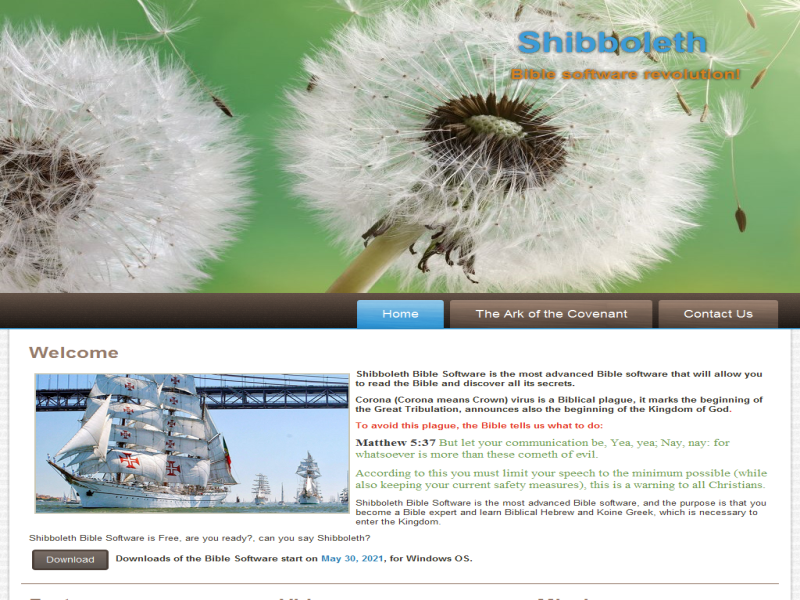 Shibboleth
Bible software revolution!
Home
The Ark of the Covenant
Contact Us
Welcome
Shibboleth Bible Software is the most advanced Bible software that will allow you
to read the Bible and discover all its secrets.
Corona (Corona means Crown) virus is a Biblical plague, it marks the beginning of
the Great Tribulation, announces also the beginning of the Kingdom of God.
To avoid this plague, the Bible tells us what to do:
Matthew 5:37 But let your communication be, Yea, yea; Nay, nay: for
whatsoever is more than these cometh of evil.
According to this you must limit your speech to the minimum possible (while
also keeping your current safety measures), this is a warning to all Christians.
Shibboleth Bible Software is the most advanced Bible software, and the purpose is that you
become a Bible expert and learn Biblical Hebrew and Koine Greek, which is necessary to
enter the Kingdom.
Shibboleth Bible Software is Free, are you ready?, can you say Shibboleth?
Download
Downloads of the Bible Software start on May 30, 2021, for Windows OS.